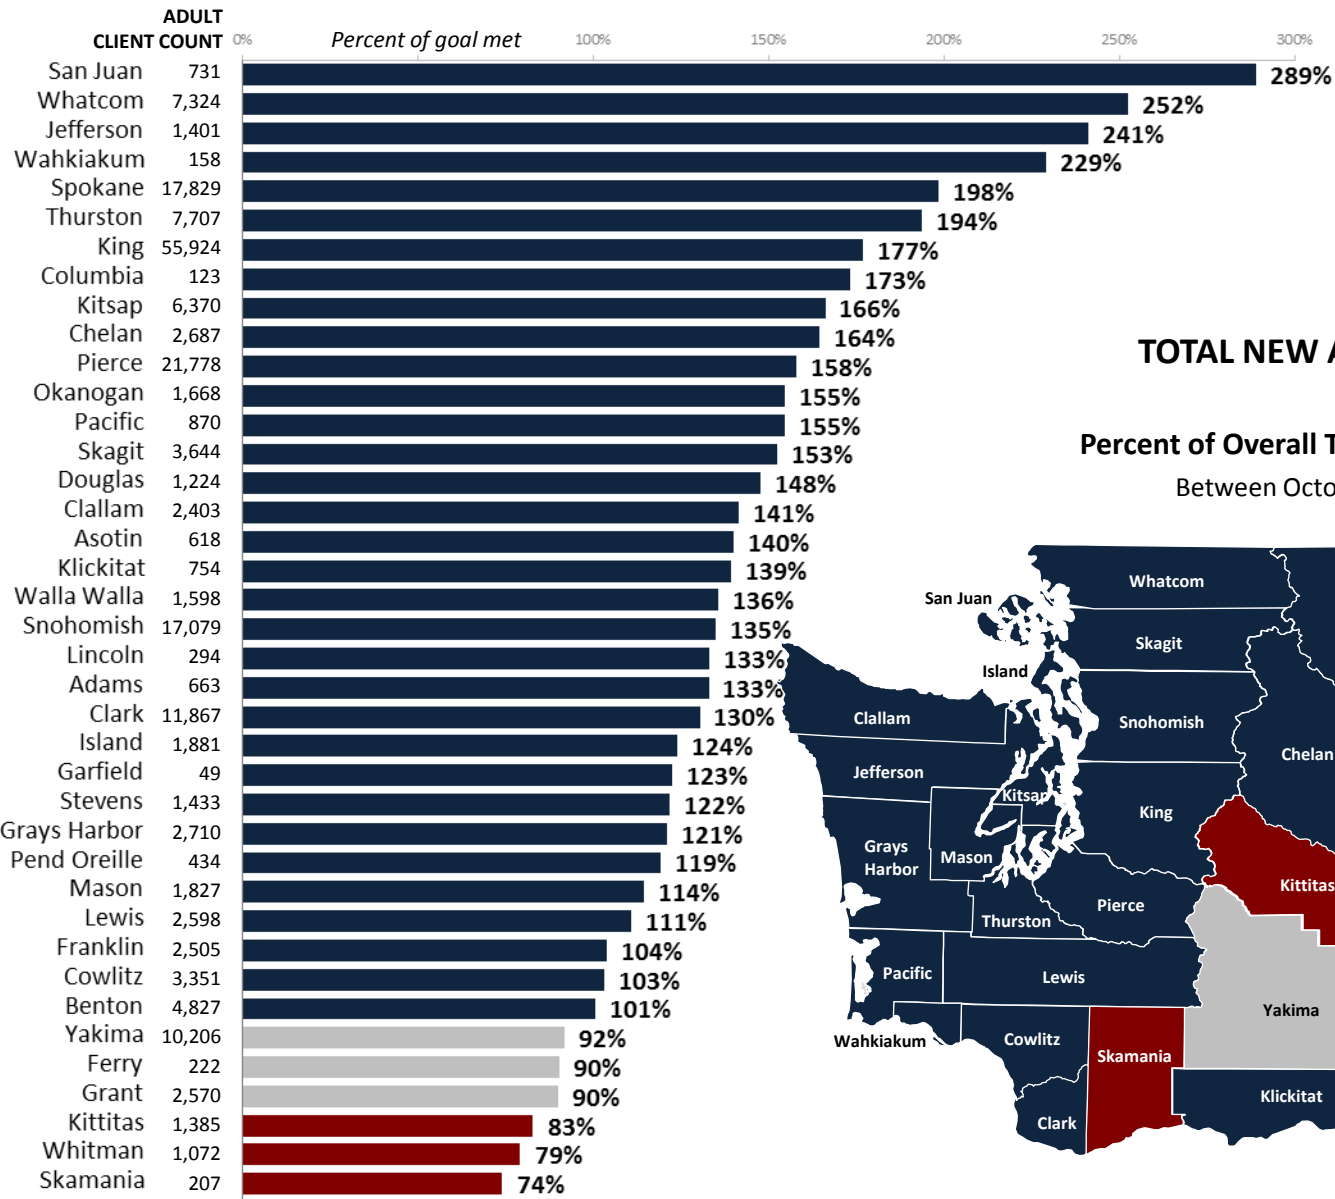 ADULT
CLIENT COUNT 0% Percent of goal met 100% 150% 200% 250% 300%
San Juan 731 289%
Whatcom 7,324 252%
Jefferson 1,401 241%
Wahkiakum 158 229%
Spokane 17,829 198%
Thurston 7,707 194%
King 55,924 177%
Columbia 123 173%
Kitsap 6,370 166%
Chelan 2,687 164%
Pierce 21,778 158%
Okanogan 1,668 155%
Pacific 870 155%
Skagit 3,644 153%
Douglas 1,224 148%
Clallam 2,403 141%
Asotin 618 140%
Klickitat 754 139%
Walla Walla 1,598 136%
Snohomish 17,079 135%
Lincoln 294 133%
Adams 663 133%
Clark 11,867 130%
Island 1,881 124%
Garfield 49 123%
Stevens 1,433 122%
Grays Harbor 2,710 121%
Pend Oreille 434 119%
Mason 1,827 114%
Lewis 2,598 111%
Franklin 2,505 104%
Cowlitz 3,351 103%
Benton 4,827 101%
Yakima 10,206 92%
Ferry 222 90%
Grant 2,570 90%
Kittitas 1,385 83%
Whitman 1,072 79%
Skamania 207 74%
TOTAL NEW A
Percent of Overall T
Between Octo
Whatcom
San Juan
Skagit
Island
Clallam
Snohomish
Chelan
Jefferson
Kitsap
King
Grays
Harbor
Mason
Kittitas
Pierce
Thurston
Pacific
Lewis
Yakima
Wahkiakum
Cowlitz
Skamania
Klickitat
Clark